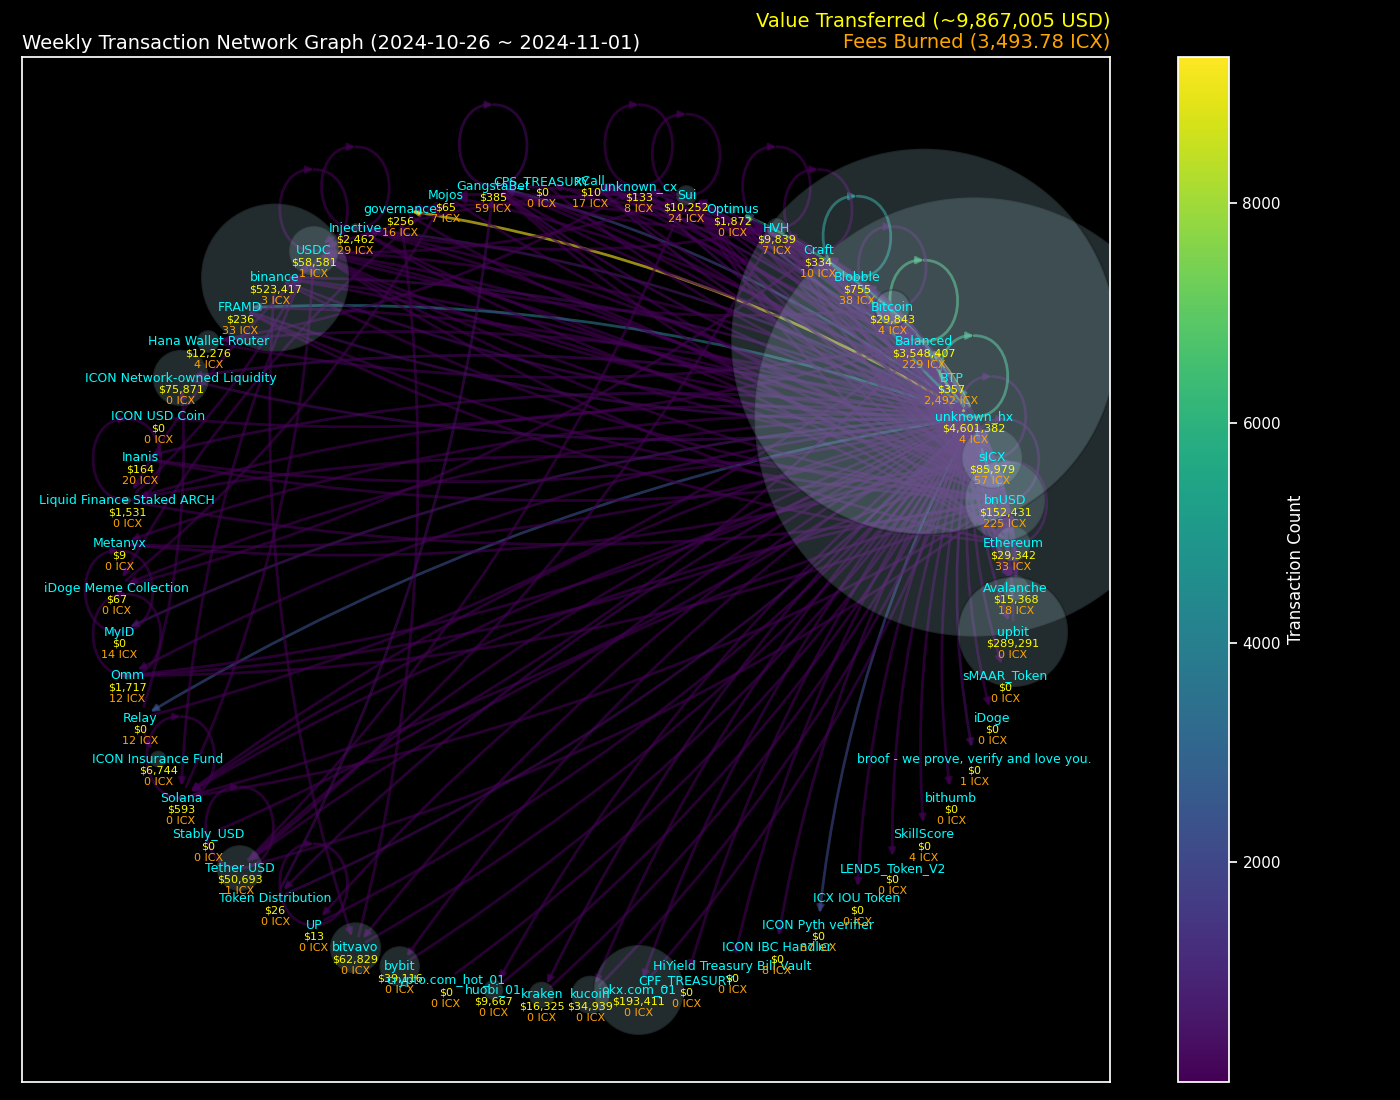 Value Transferred (~9,867,005 USD)
Weekly Transaction Network Graph (2024-10-26 ~ 2024-11-01)
Fees Burned (3,493.78 ICX)
CPS_TREASURY
$0
0 ICX
xCall
$10
17 ICX
GangstaBet
$385
59 ICX
unknown_cx
$133
8 ICX
Mojos
$65
7 ICX
Sui
$10,252
24 ICX
governance
$256
16 ICX
Optimus
$1,872
0 ICX
Injective
$2,462
29 ICX
HVH
$9,839
7 ICX
USDC
$58,581
1 ICX
Craft
$334
10 ICX
binance
$523,417
3 ICX
Blobble
$755
38 ICX
FRAMD
$236
33 ICX
Bitcoin
$29,843
4 ICX
Hana Wallet Router
$12,276
4 ICX
Balanced
$3,548,407
229 ICX
ICON Network-owned Liquidity
$75,871
0 ICX
BTP
$357
2,492 ICX
ICON USD Coin
$0
0 ICX
unknown_hx
$4,601,382
4 ICX
Inanis
$164
20 ICX
sICX
$85,979
57 ICX
Liquid Finance Staked ARCH
$1,531
0 ICX
bnUSD
$152,431
225 ICX
Metanyx
$9
0 ICX
Ethereum
$29,342
33 ICX
iDoge Meme Collection
$67
0 ICX
Avalanche
$15,368
18 ICX
MyID
$0
14 ICX
upbit
$289,291
0 ICX
Omm
$1,717
12 ICX
sMAAR_Token
$0
0 ICX
Relay
$0
12 ICX
iDoge
$0
0 ICX
ICON Insurance Fund
$6,744
0 ICX
broof - we prove, verify and love you.
$0
1 ICX
Solana
$593
0 ICX
bithumb
$0
0 ICX
Stably_USD
$0
0 ICX
SkillScore
$0
4 ICX
Tether USD
$50,693
1 ICX
LEND5_Token_V2
$0
0 ICX
Token Distribution
$26
0 ICX
ICX IOU Token
$0
0 ICX
UP
$13
0 ICX
ICON Pyth verifier
$0
ICX
bitvavo
$62,829
0 ICX
ICON IBC Handler
$0
0 ICX
bybit
$39,116
0 ICX
HiYield Treasury Bill Vault
$0
0 ICX
crypto.com_hot_01
$0
0 ICX
CPF_TREASURY
$0
0 ICX
huobi_01
$9,667
0 ICX
okx.com_01
$193,411
0 ICX
kraken
$16,325
0 ICX
kucoin
$34,939
0 ICX
8000
6000
4000
2000
Transaction Count